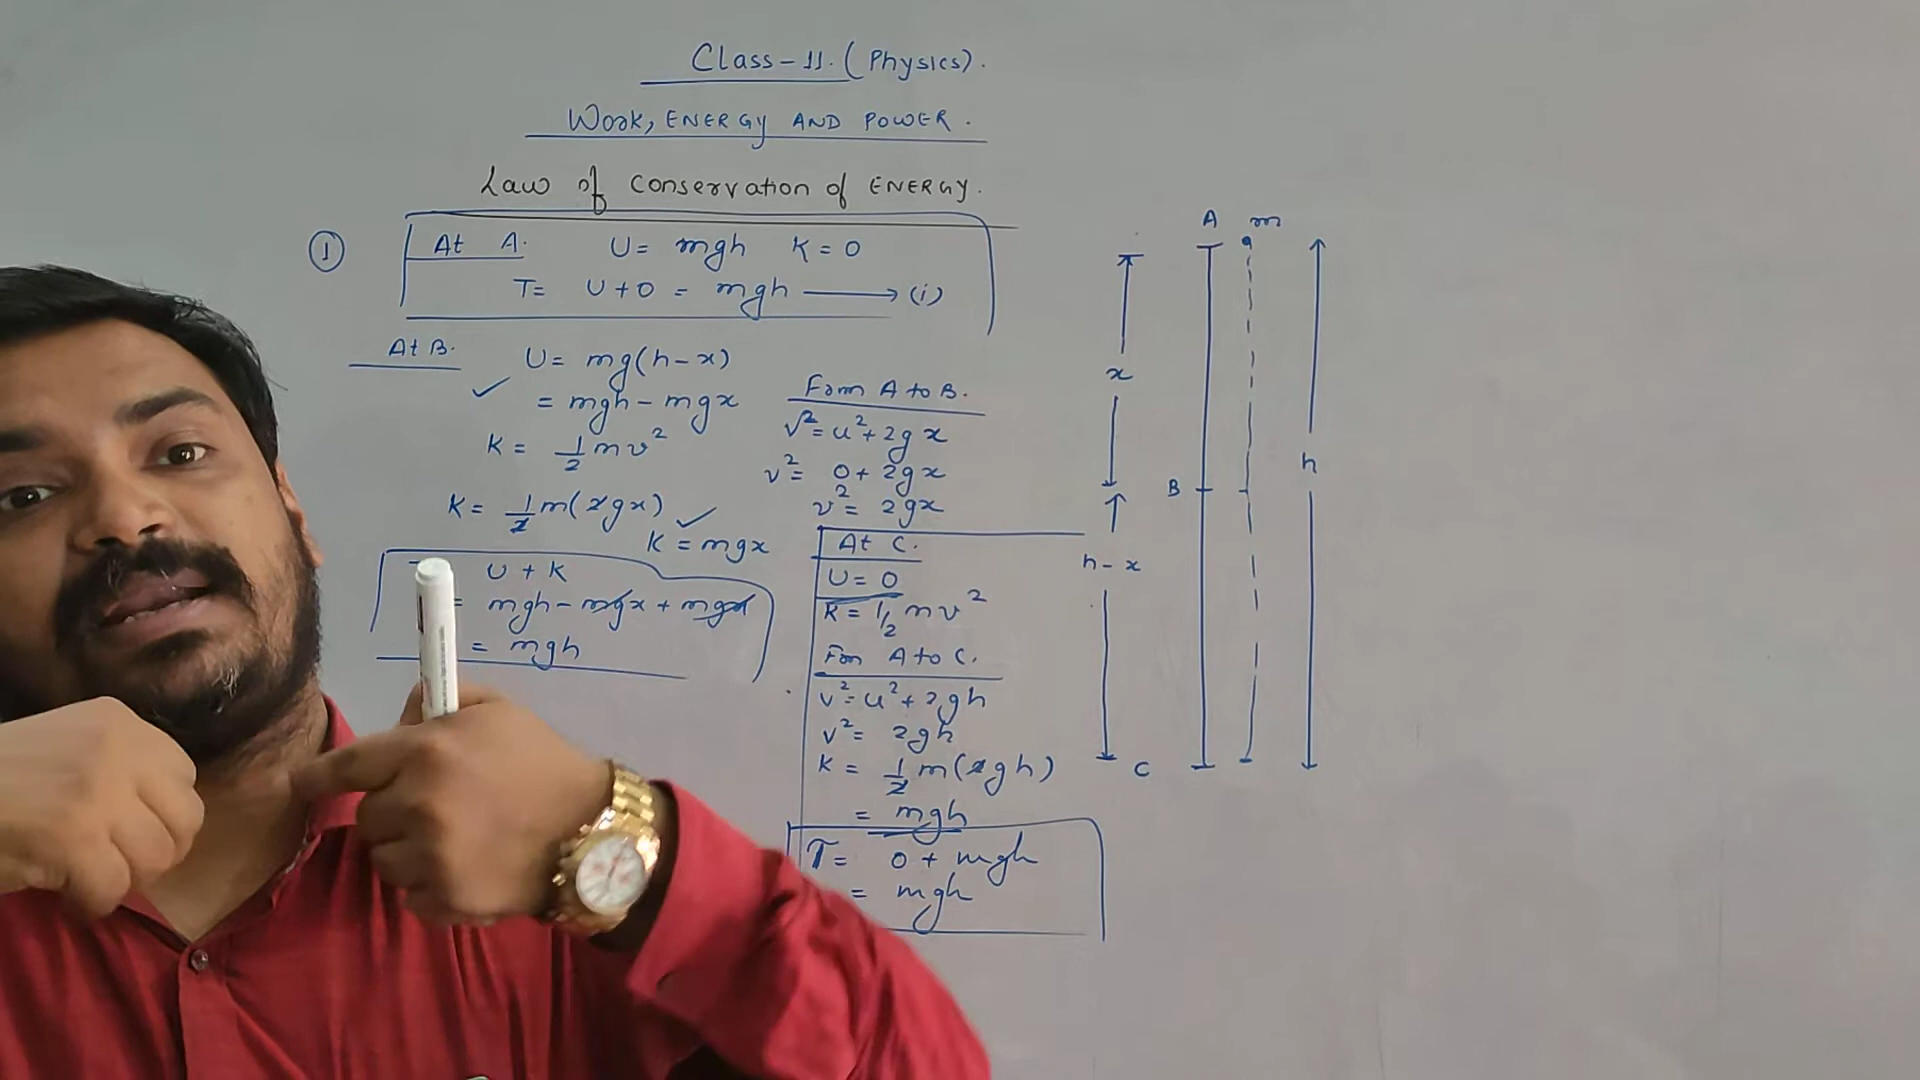 Class-11. (Physics).
Work, ENERGY AND POWER.
Law of Conservation of ENERGY.
① At A. U = mgh K = 0
T = U+0 = mgh ⟶ (i)
At B. U = mg(h-x)
✓ = mgh - mgx
K = 1/2 mv²
K = 1/2 m(2gx) ✓
K = mgx
U + K
= mgh - mgx + mgx
= mgh
From A to B.
v² = u² + 2gx
v² = 0 + 2gx
v² = 2gx
At C.
U = 0
K = 1/2 mv²
From A to C.
v² = u² + 2gh
v² = 2gh
K = 1/2 m(2gh)
= mgh
T = 0 + mgh
= mgh
A m
x
h
B
h-x
C